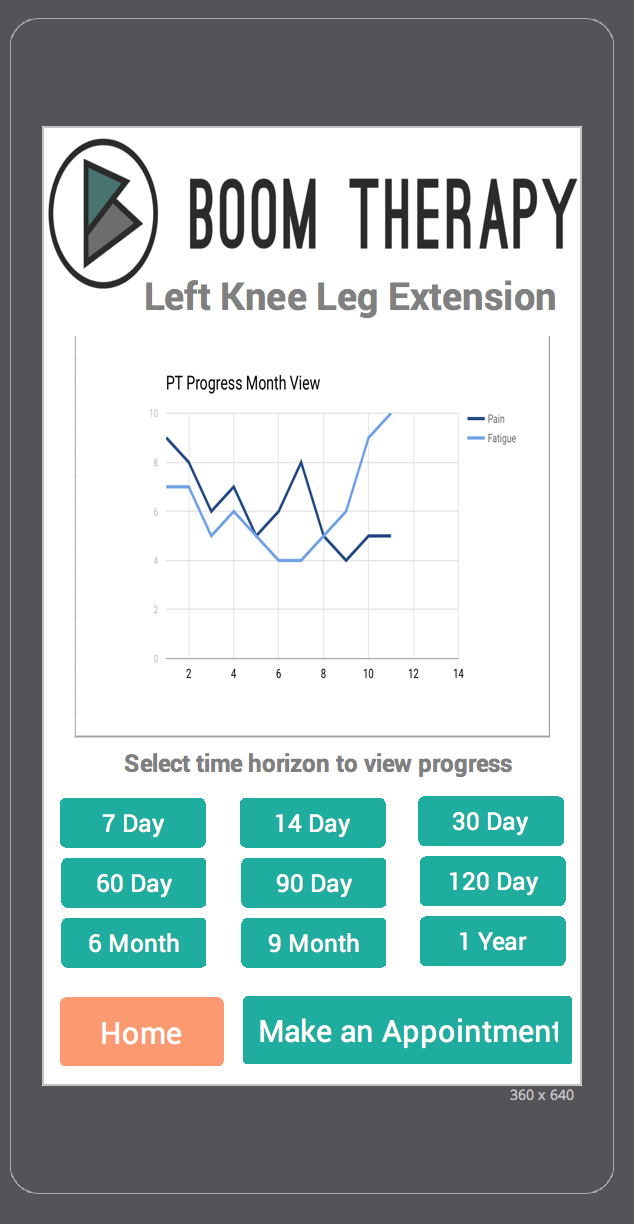 BOOM THERAPY
Left Knee Leg Extension
PT Progress Month View
10
8
6
4
2
0
Pain
Fatigue
2 4 6 8 10 12 14
Select time horizon to view progress
7 Day 14 Day 30 Day
60 Day 90 Day 120 Day
6 Month 9 Month 1 Year
Home Make an Appointment
360 x 640